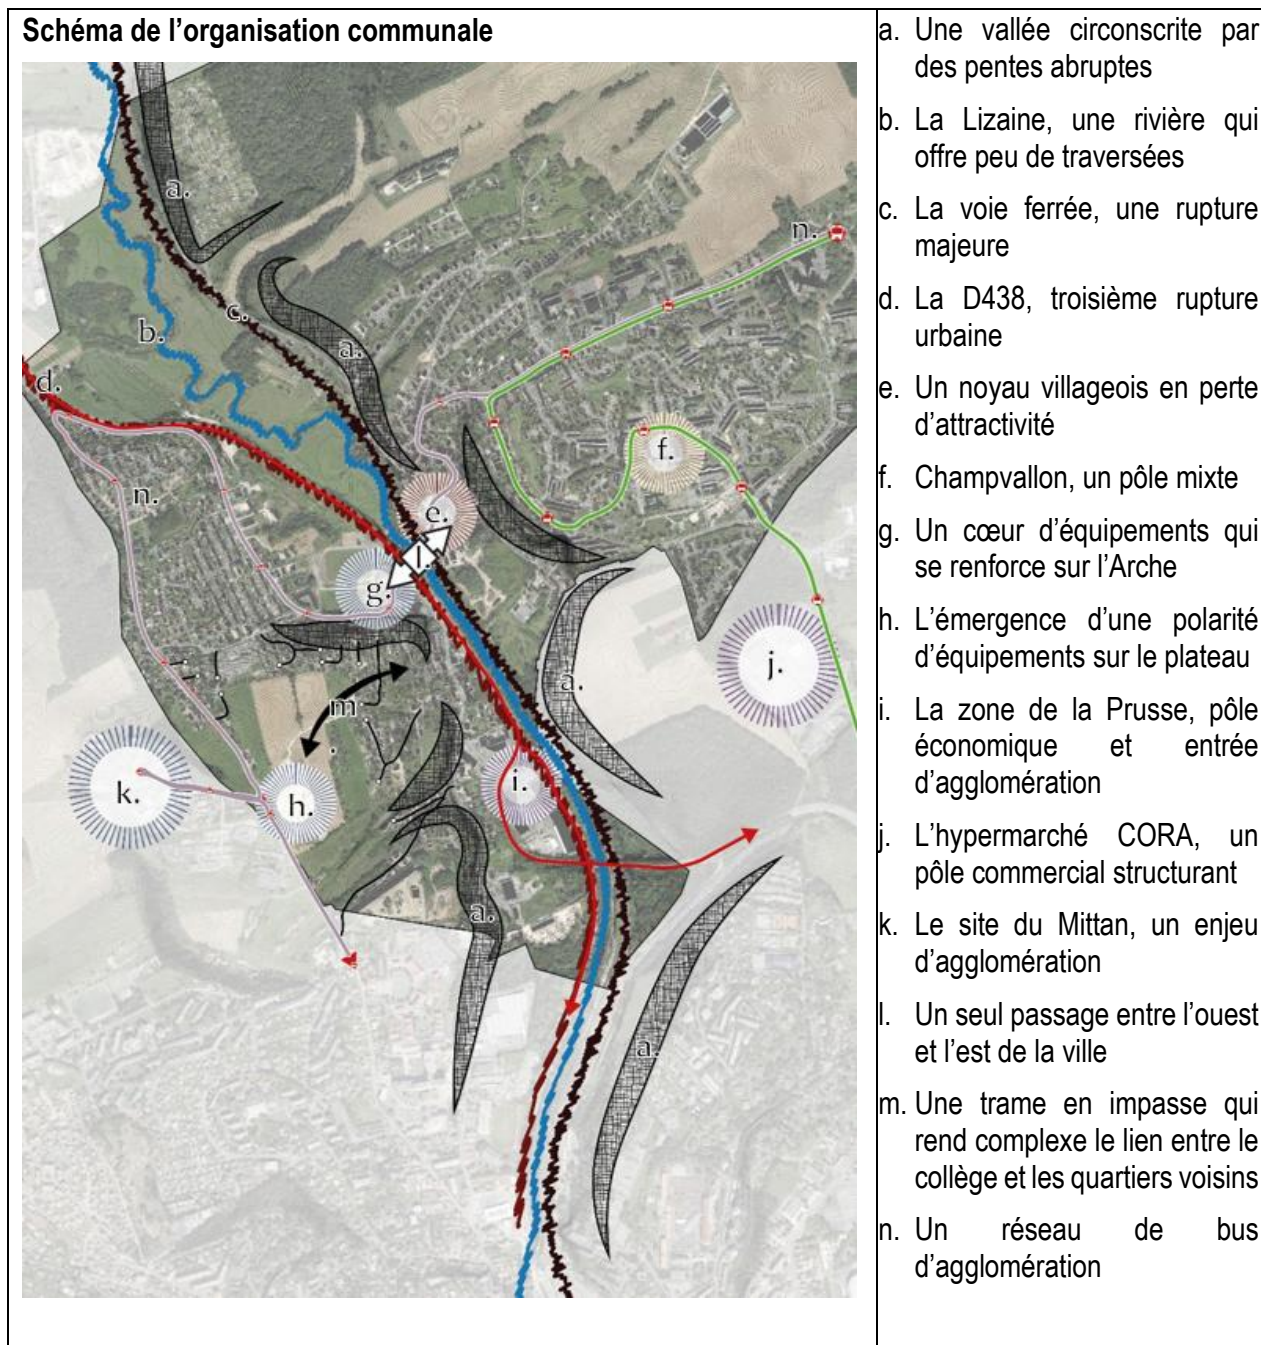 Schéma de l’organisation communale
a.
a.
n.
b.
c.
a.
d.
f.
n.
e.
l.
g.
j.
a.
m
.
k.
h.
i.
a.
a.
a. Une vallée circonscrite par
des pentes abruptes
b. La Lizaine, une rivière qui
offre peu de traversées
c. La voie ferrée, une rupture
majeure
d. La D438, troisième rupture
urbaine
e. Un noyau villageois en perte
d’attractivité
f. Champvallon, un pôle mixte
g. Un cœur d’équipements qui
se renforce sur l’Arche
h. L’émergence d’une polarité
d’équipements sur le plateau
i. La zone de la Prusse, pôle
économique et entrée
d’agglomération
j. L’hypermarché CORA, un
pôle commercial structurant
k. Le site du Mittan, un enjeu
d’agglomération
l. Un seul passage entre l’ouest
et l’est de la ville
m. Une trame en impasse qui
rend complexe le lien entre le
collège et les quartiers voisins
n. Un réseau de bus
d’agglomération